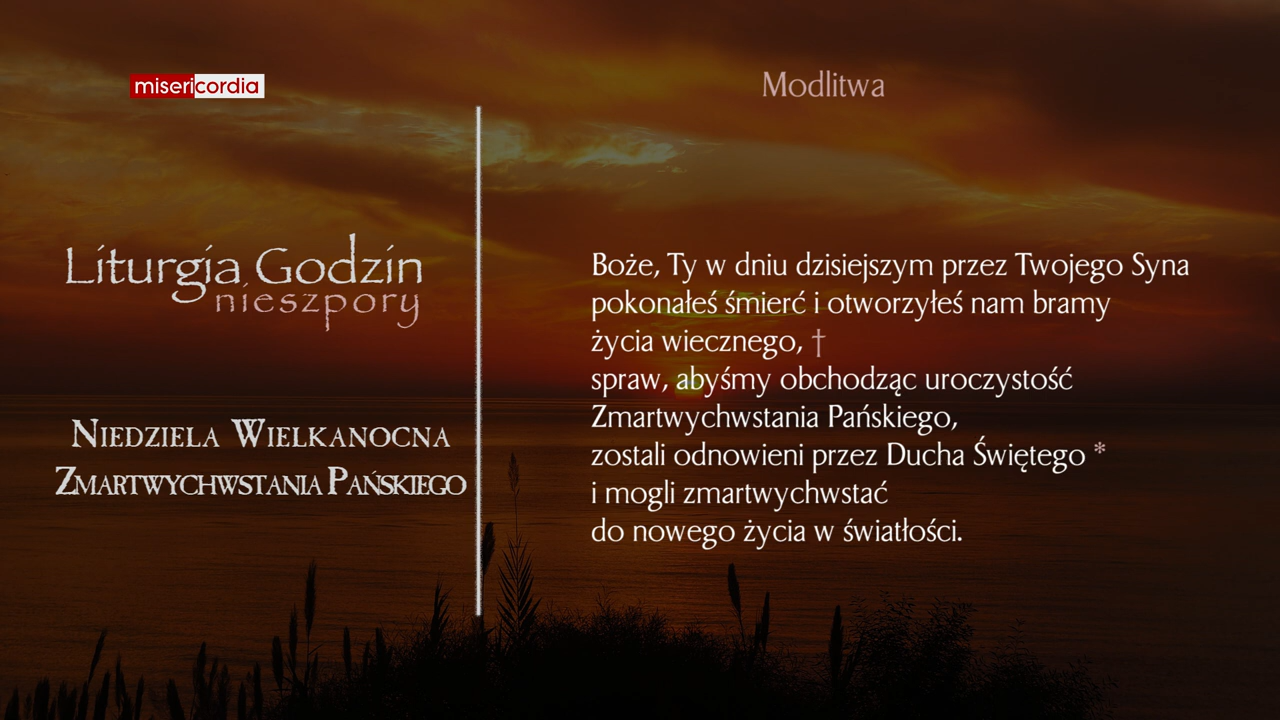 misericordia
Liturgia Godzin
nieszpory
Niedziela Wielkanocna
Zmartwychwstania Pańskiego
Modlitwa
Boże, Ty w dniu dzisiejszym przez Twojego Syna
pokonałeś śmierć i otworzyłeś nam bramy
życia wiecznego, †
spraw, abyśmy obchodząc uroczystość
Zmartwychwstania Pańskiego,
zostali odnowieni przez Ducha Świętego *
i mogli zmartwychwstać
do nowego życia w światłości.